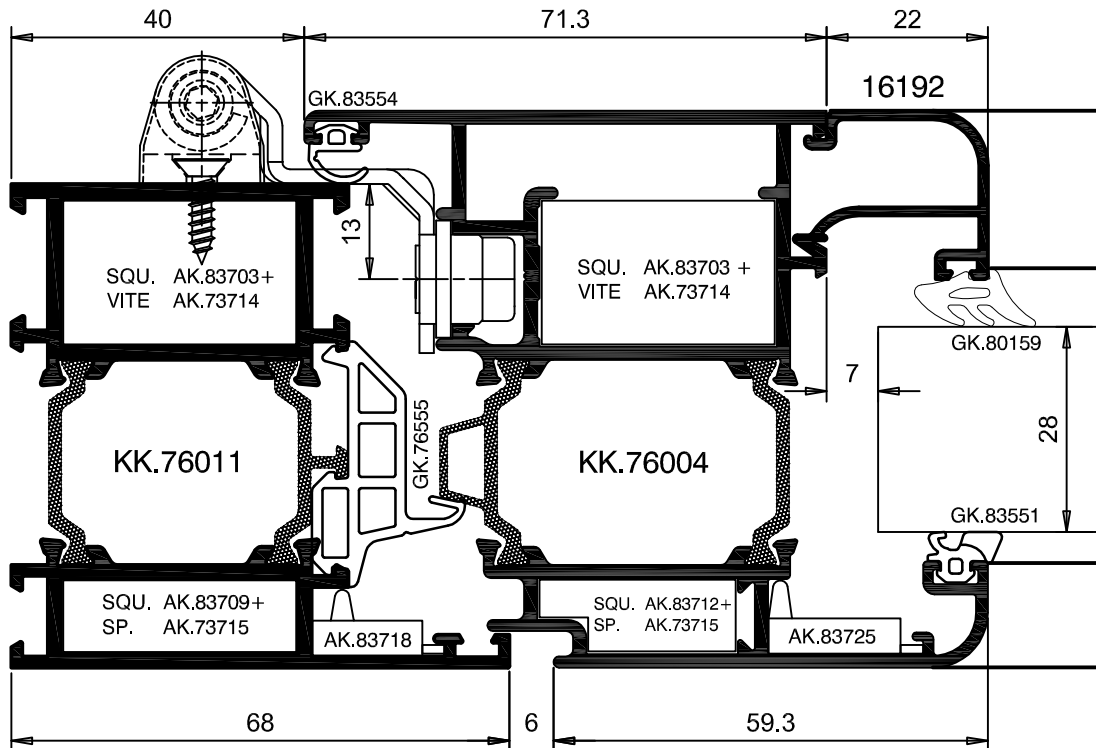 40
71.3
22
GK.83554
16192
13
SQU. AK.83703+
VITE AK.73714
SQU. AK.83703 +
VITE AK.73714
GK.80159
7
28
KK.76011
GK.76555
KK.76004
GK.83551
SQU. AK.83709+
SP. AK.73715
AK.83718
SQU. AK.83712+
SP. AK.73715
AK.83725
68
6
59.3